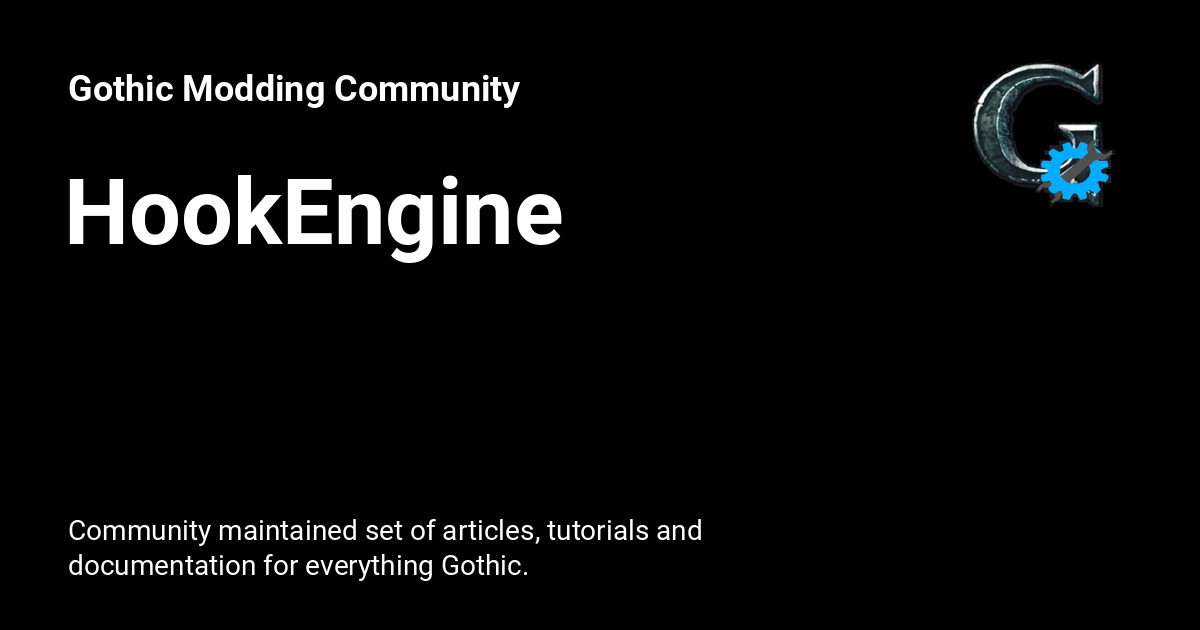 Gothic Modding Community
HookEngine
Community maintained set of articles, tutorials and
documentation for everything Gothic.
G